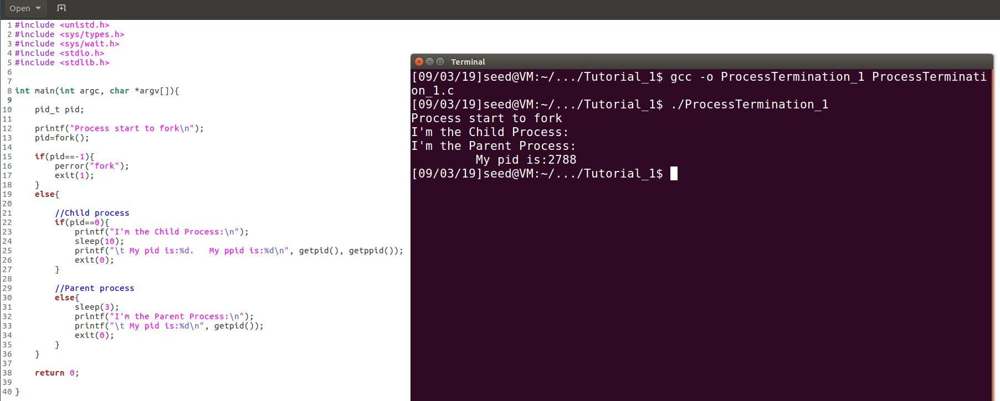 Open
1 #include <unistd.h>
2 #include <sys/types.h>
3 #include <sys/wait.h>
4 #include <stdio.h>
5 #include <stdlib.h>
6
7
8 int main(int argc, char *argv[]){
9
10     pid_t pid;
11
12     printf("Process start to fork\n");
13     pid=fork();
14
15     if(pid==-1){
16         perror("fork");
17         exit(1);
18     }
19     else{
20
21         //Child process
22         if(pid==0){
23             printf("I'm the Child Process:\n");
24             sleep(10);
25             printf("\t My pid is:%d.   My ppid is:%d\n", getpid(), getppid());
26             exit(0);
27         }
28
29         //Parent process
30         else{
31             sleep(3);
32             printf("I'm the Parent Process:\n");
33             printf("\t My pid is:%d\n", getpid());
34             exit(0);
35         }
36     }
37
38     return 0;
39
40 }
Terminal
[09/03/19]seed@VM:~/.../Tutorial_1$ gcc -o ProcessTermination_1 ProcessTerminati
on_1.c
[09/03/19]seed@VM:~/.../Tutorial_1$ ./ProcessTermination_1
Process start to fork
I'm the Child Process:
I'm the Parent Process:
         My pid is:2788
[09/03/19]seed@VM:~/.../Tutorial_1$